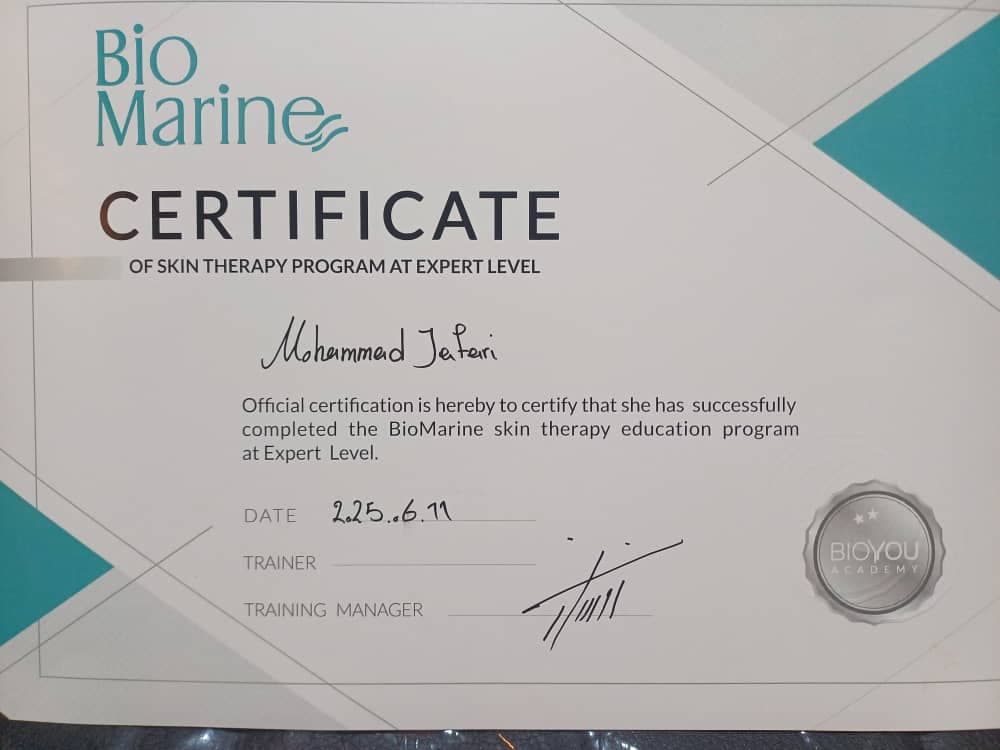 Bio
Marine
CERTIFICATE
OF SKIN THERAPY PROGRAM AT EXPERT LEVEL
Mohammad Jafari
Official certification is hereby to certify that she has successfully
completed the BioMarine skin therapy education program
at Expert Level.
DATE 2025.06.11
TRAINER
TRAINING MANAGER
BIOYOU
ACADEMY